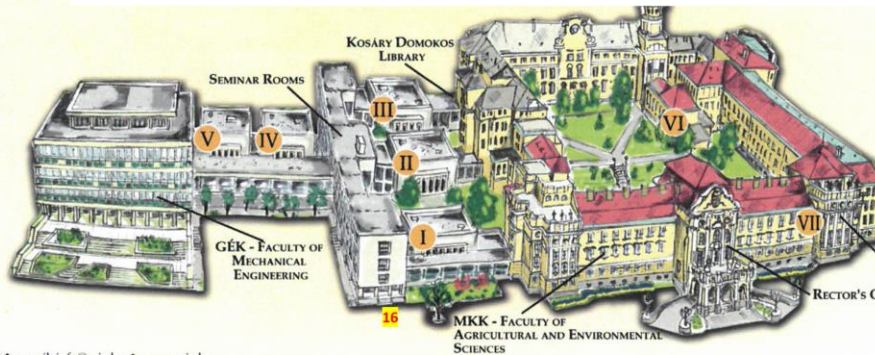 KOSÁRY DOMOKOS
LIBRARY
SEMINAR ROOMS
III
V
IV
VI
II
I
VII
GÉK - FACULTY OF
MECHANICAL
ENGINEERING
RECTOR'S
16
MKK - FACULTY OF
AGRICULTURAL AND ENVIRONMENTAL
SCIENCES